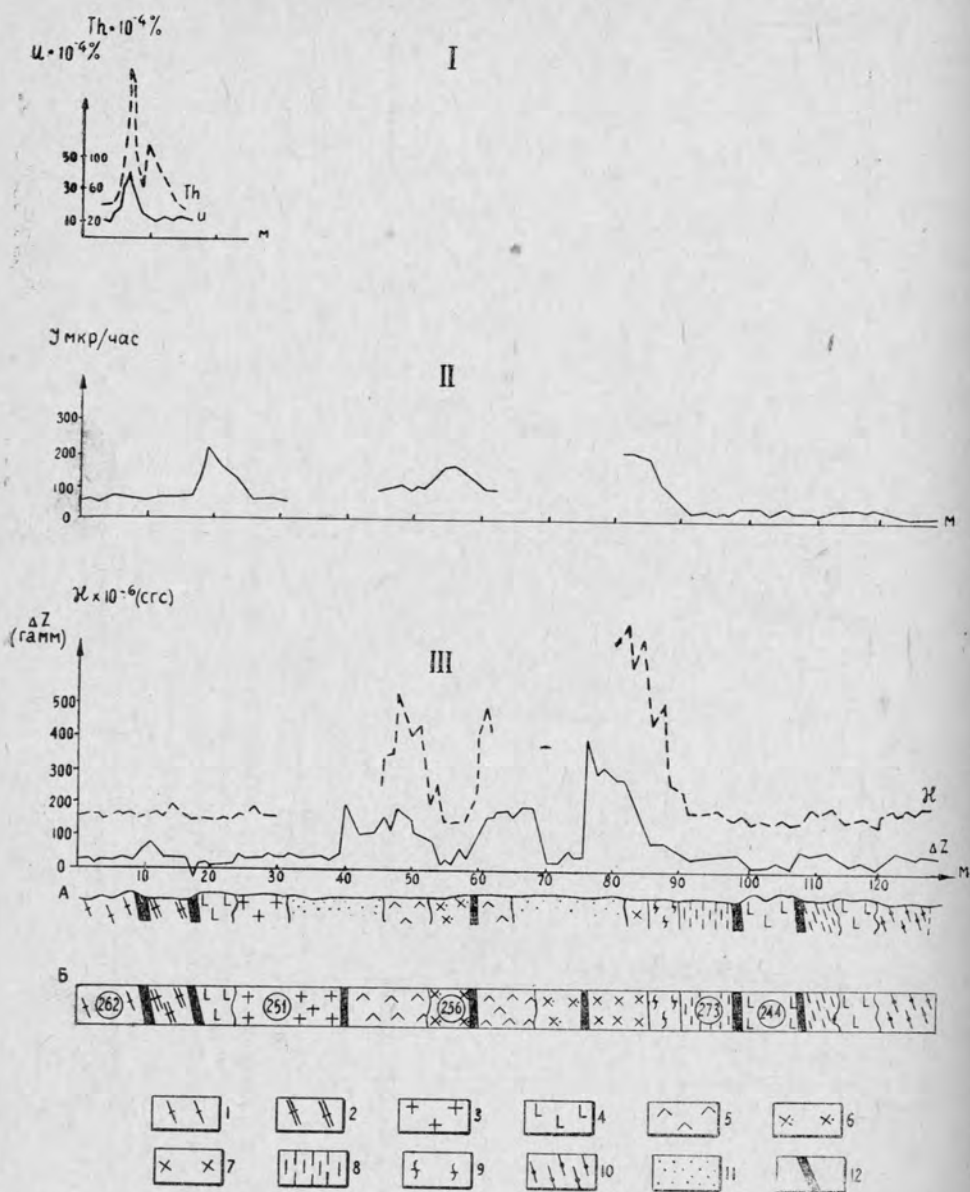 Th·10⁻⁴%
U·10⁻⁴%
I
50 100
30 60
10 20
Th
U
м
J мкр/час
II
300
200
100
0
м
ϰ x 10⁻⁶ (сгс)
ΔZ
(гамм)
III
500
400
300
200
100
0
ϰ
ΔZ
10 20 30 40 50 60 70 80 90 100 110 120 м
А
Б
262 251 256 273 244
1 2 3 4 5 6
7 8 9 10 11 12